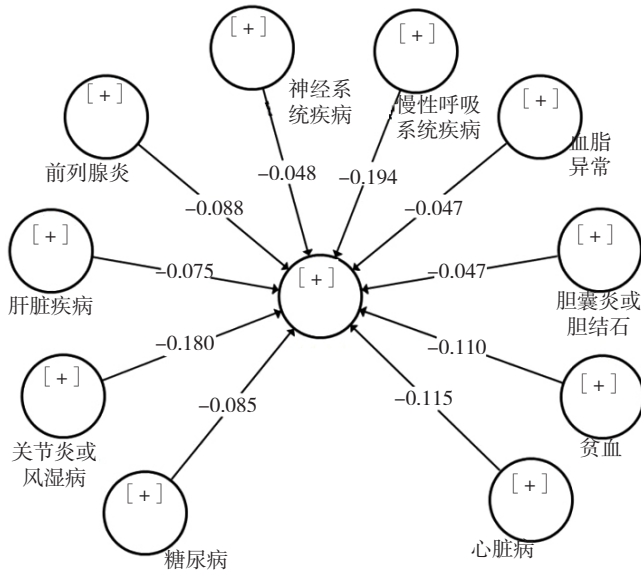 [+]
[+]
神经系
统疾病
慢性呼吸
系统疾病
[+]
前列腺炎
[+]
血脂
异常
-0.048
-0.194
-0.088
-0.047
[+]
肝脏疾病
-0.075
[+]
-0.047
[+]
胆囊炎或
胆结石
-0.180
-0.110
[+]
关节炎或
风湿病
-0.085
-0.115
[+]
贫血
[+]
糖尿病
[+]
心脏病